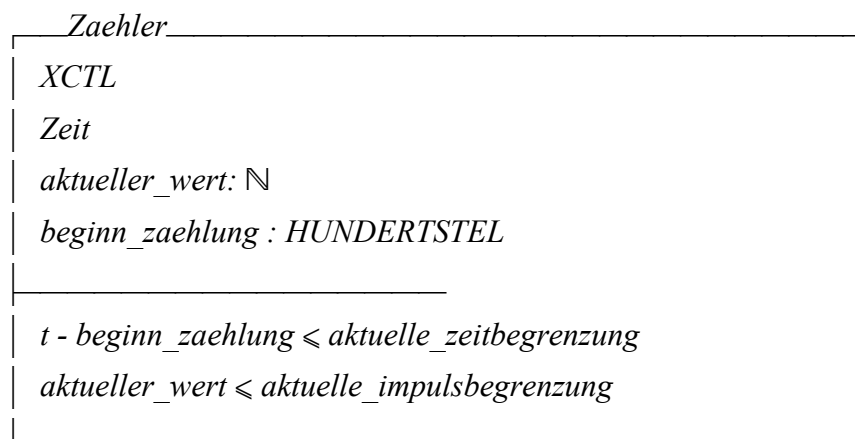 Zaehler
XCTL
Zeit
aktueller_wert: ℕ
beginn_zaehlung : HUNDERTSTEL
t - beginn_zaehlung ⩽ aktuelle_zeitbegrenzung
aktueller_wert ⩽ aktuelle_impulsbegrenzung